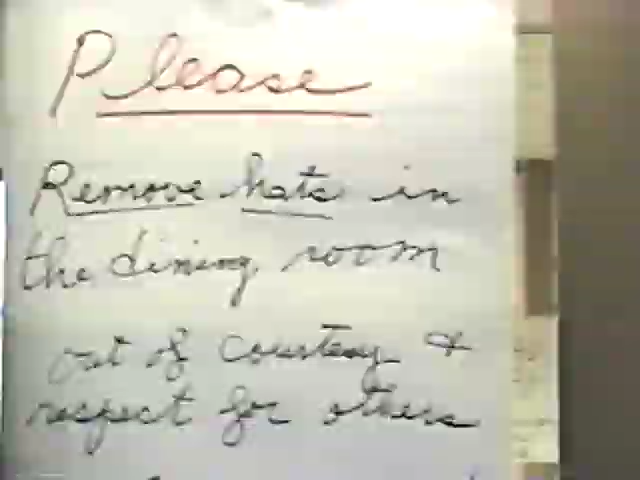 Please
Remove hats in
the dining room
out of courtesy &
respect for others